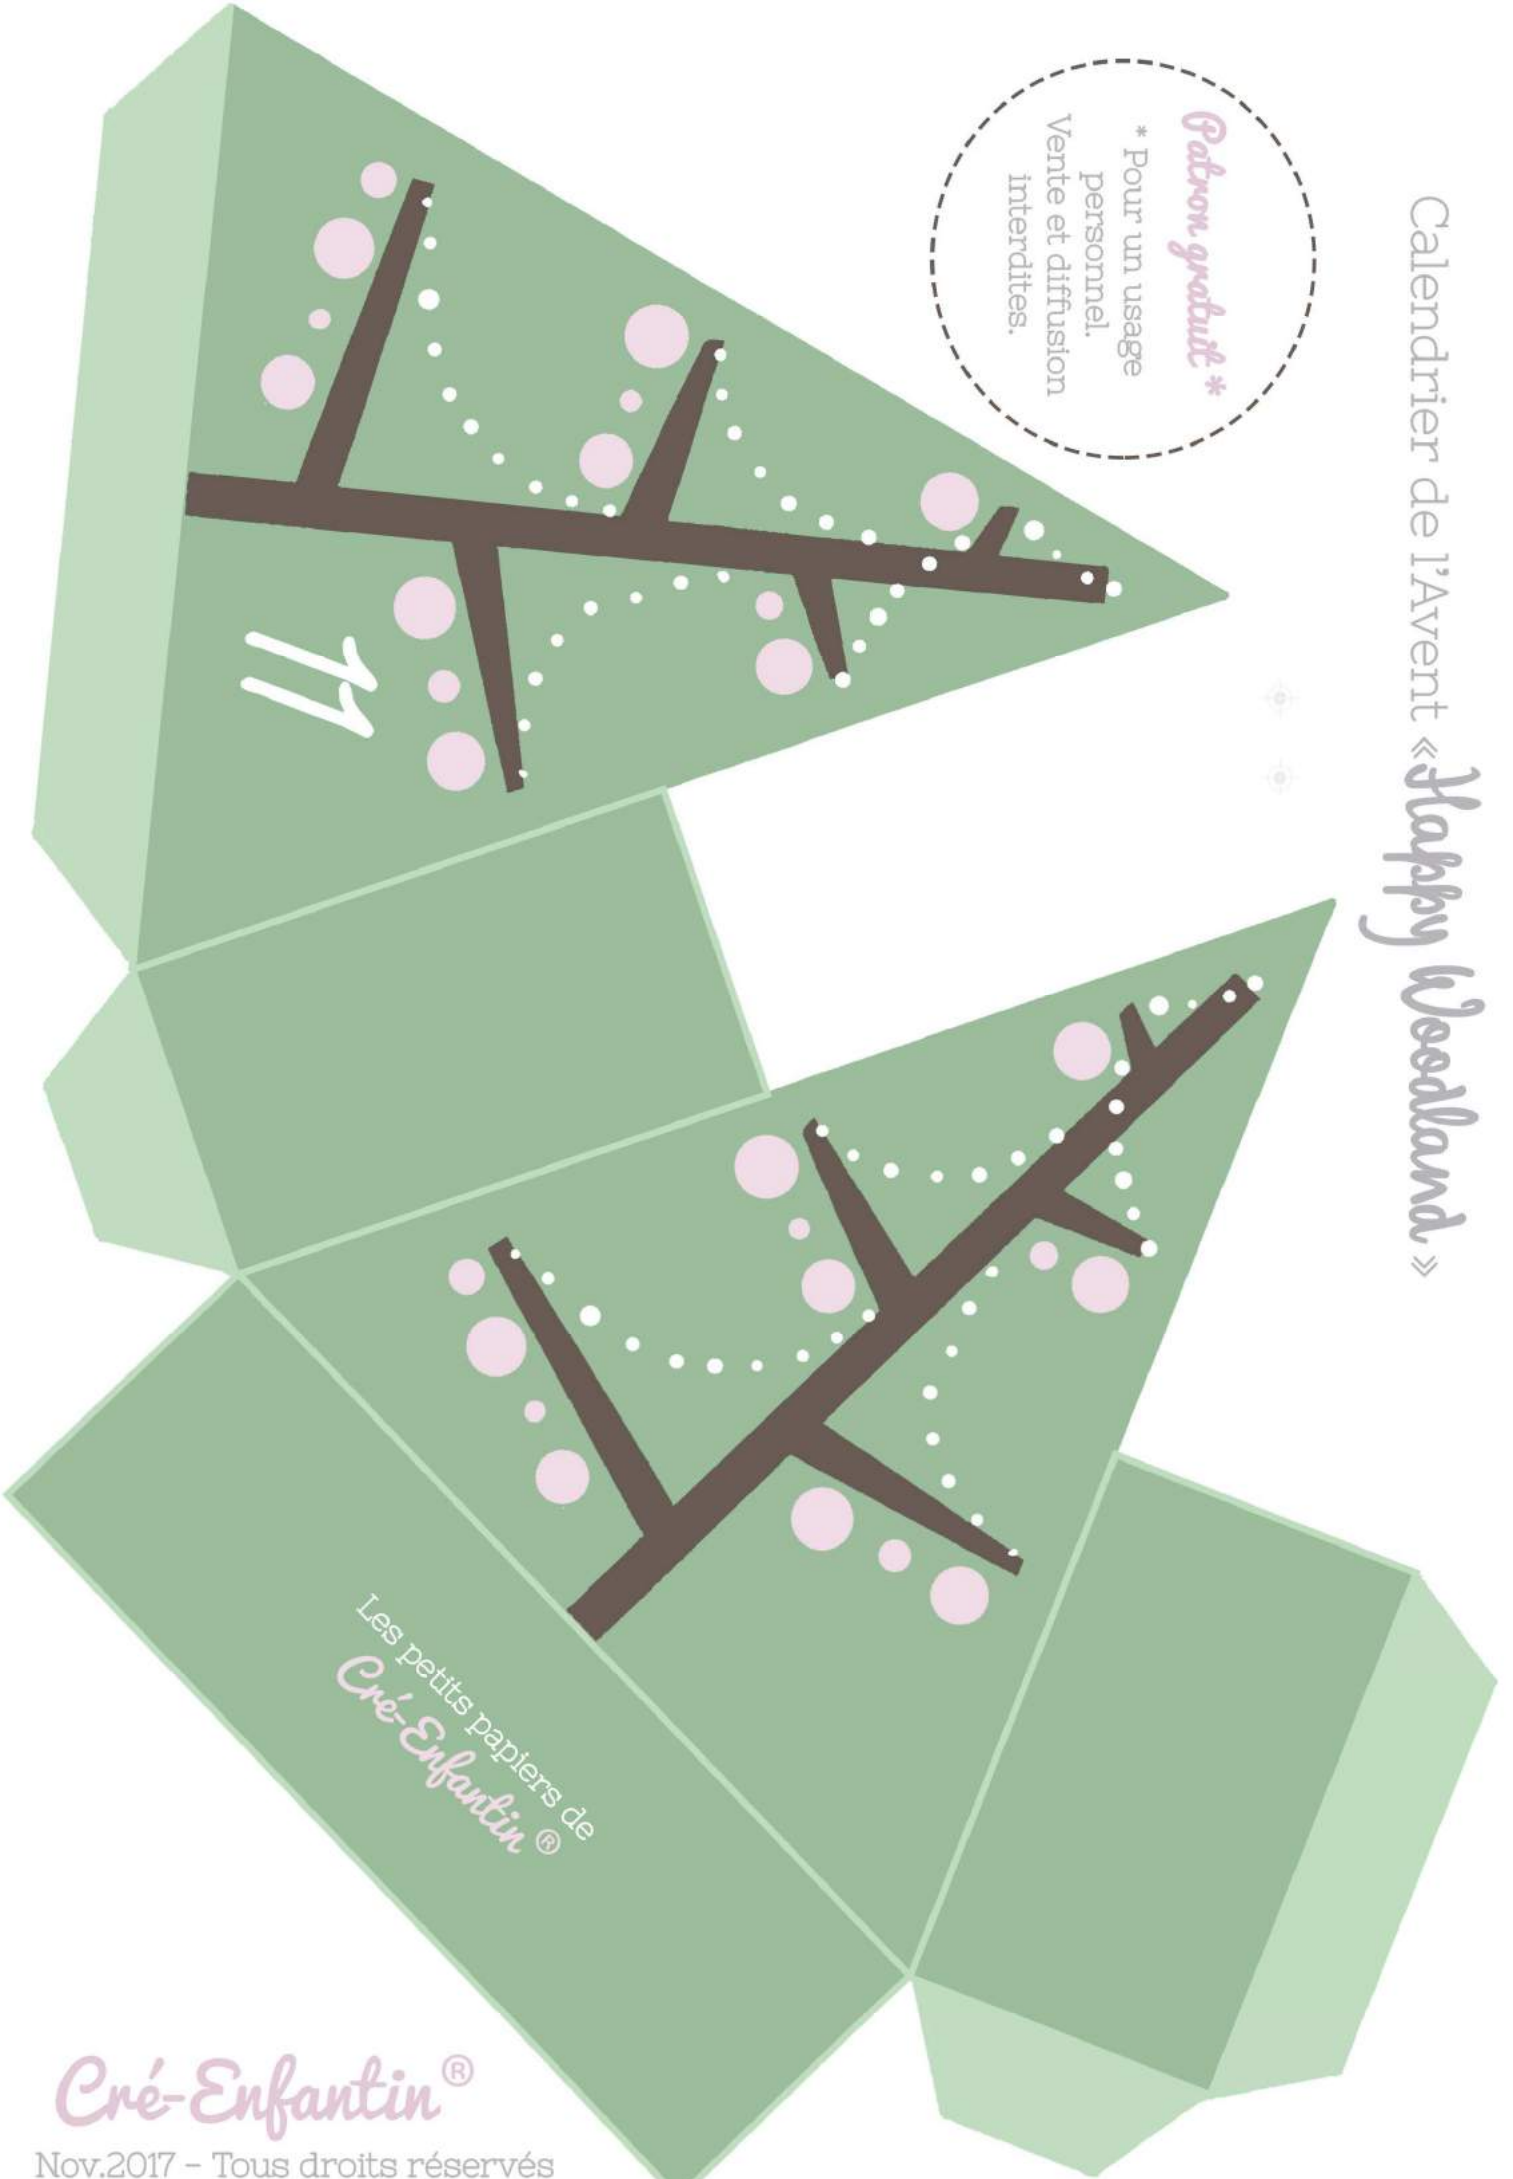 Calendrier de l'Avent «Happy Woodland »
Patron gratuit *
* Pour un usage
personnel.
Vente et diffusion
interdites.
11
Les petits papiers de
Cré-Enfantin ®
Cré-Enfantin®
Nov.2017 - Tous droits réservés